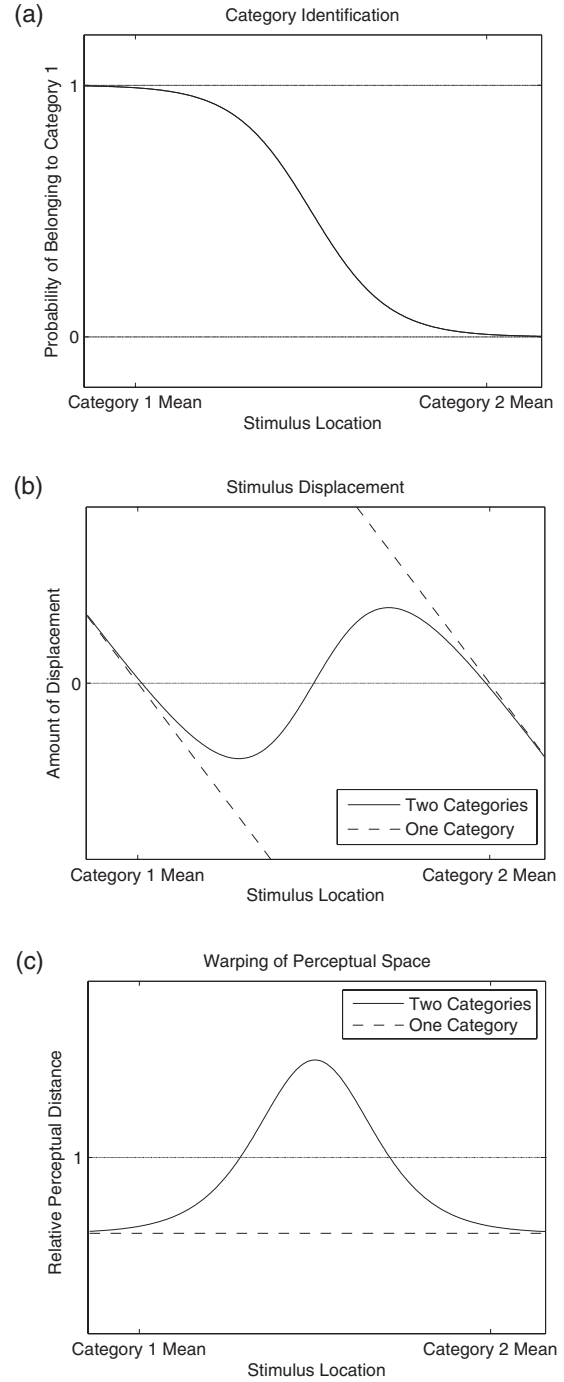 (a)
Category Identification
Probability of Belonging to Category 1
1
0
Category 1 Mean
Category 2 Mean
Stimulus Location
(b)
Stimulus Displacement
Amount of Displacement
0
Two Categories
One Category
Category 1 Mean
Category 2 Mean
Stimulus Location
(c)
Warping of Perceptual Space
Relative Perceptual Distance
Two Categories
One Category
1
Category 1 Mean
Category 2 Mean
Stimulus Location